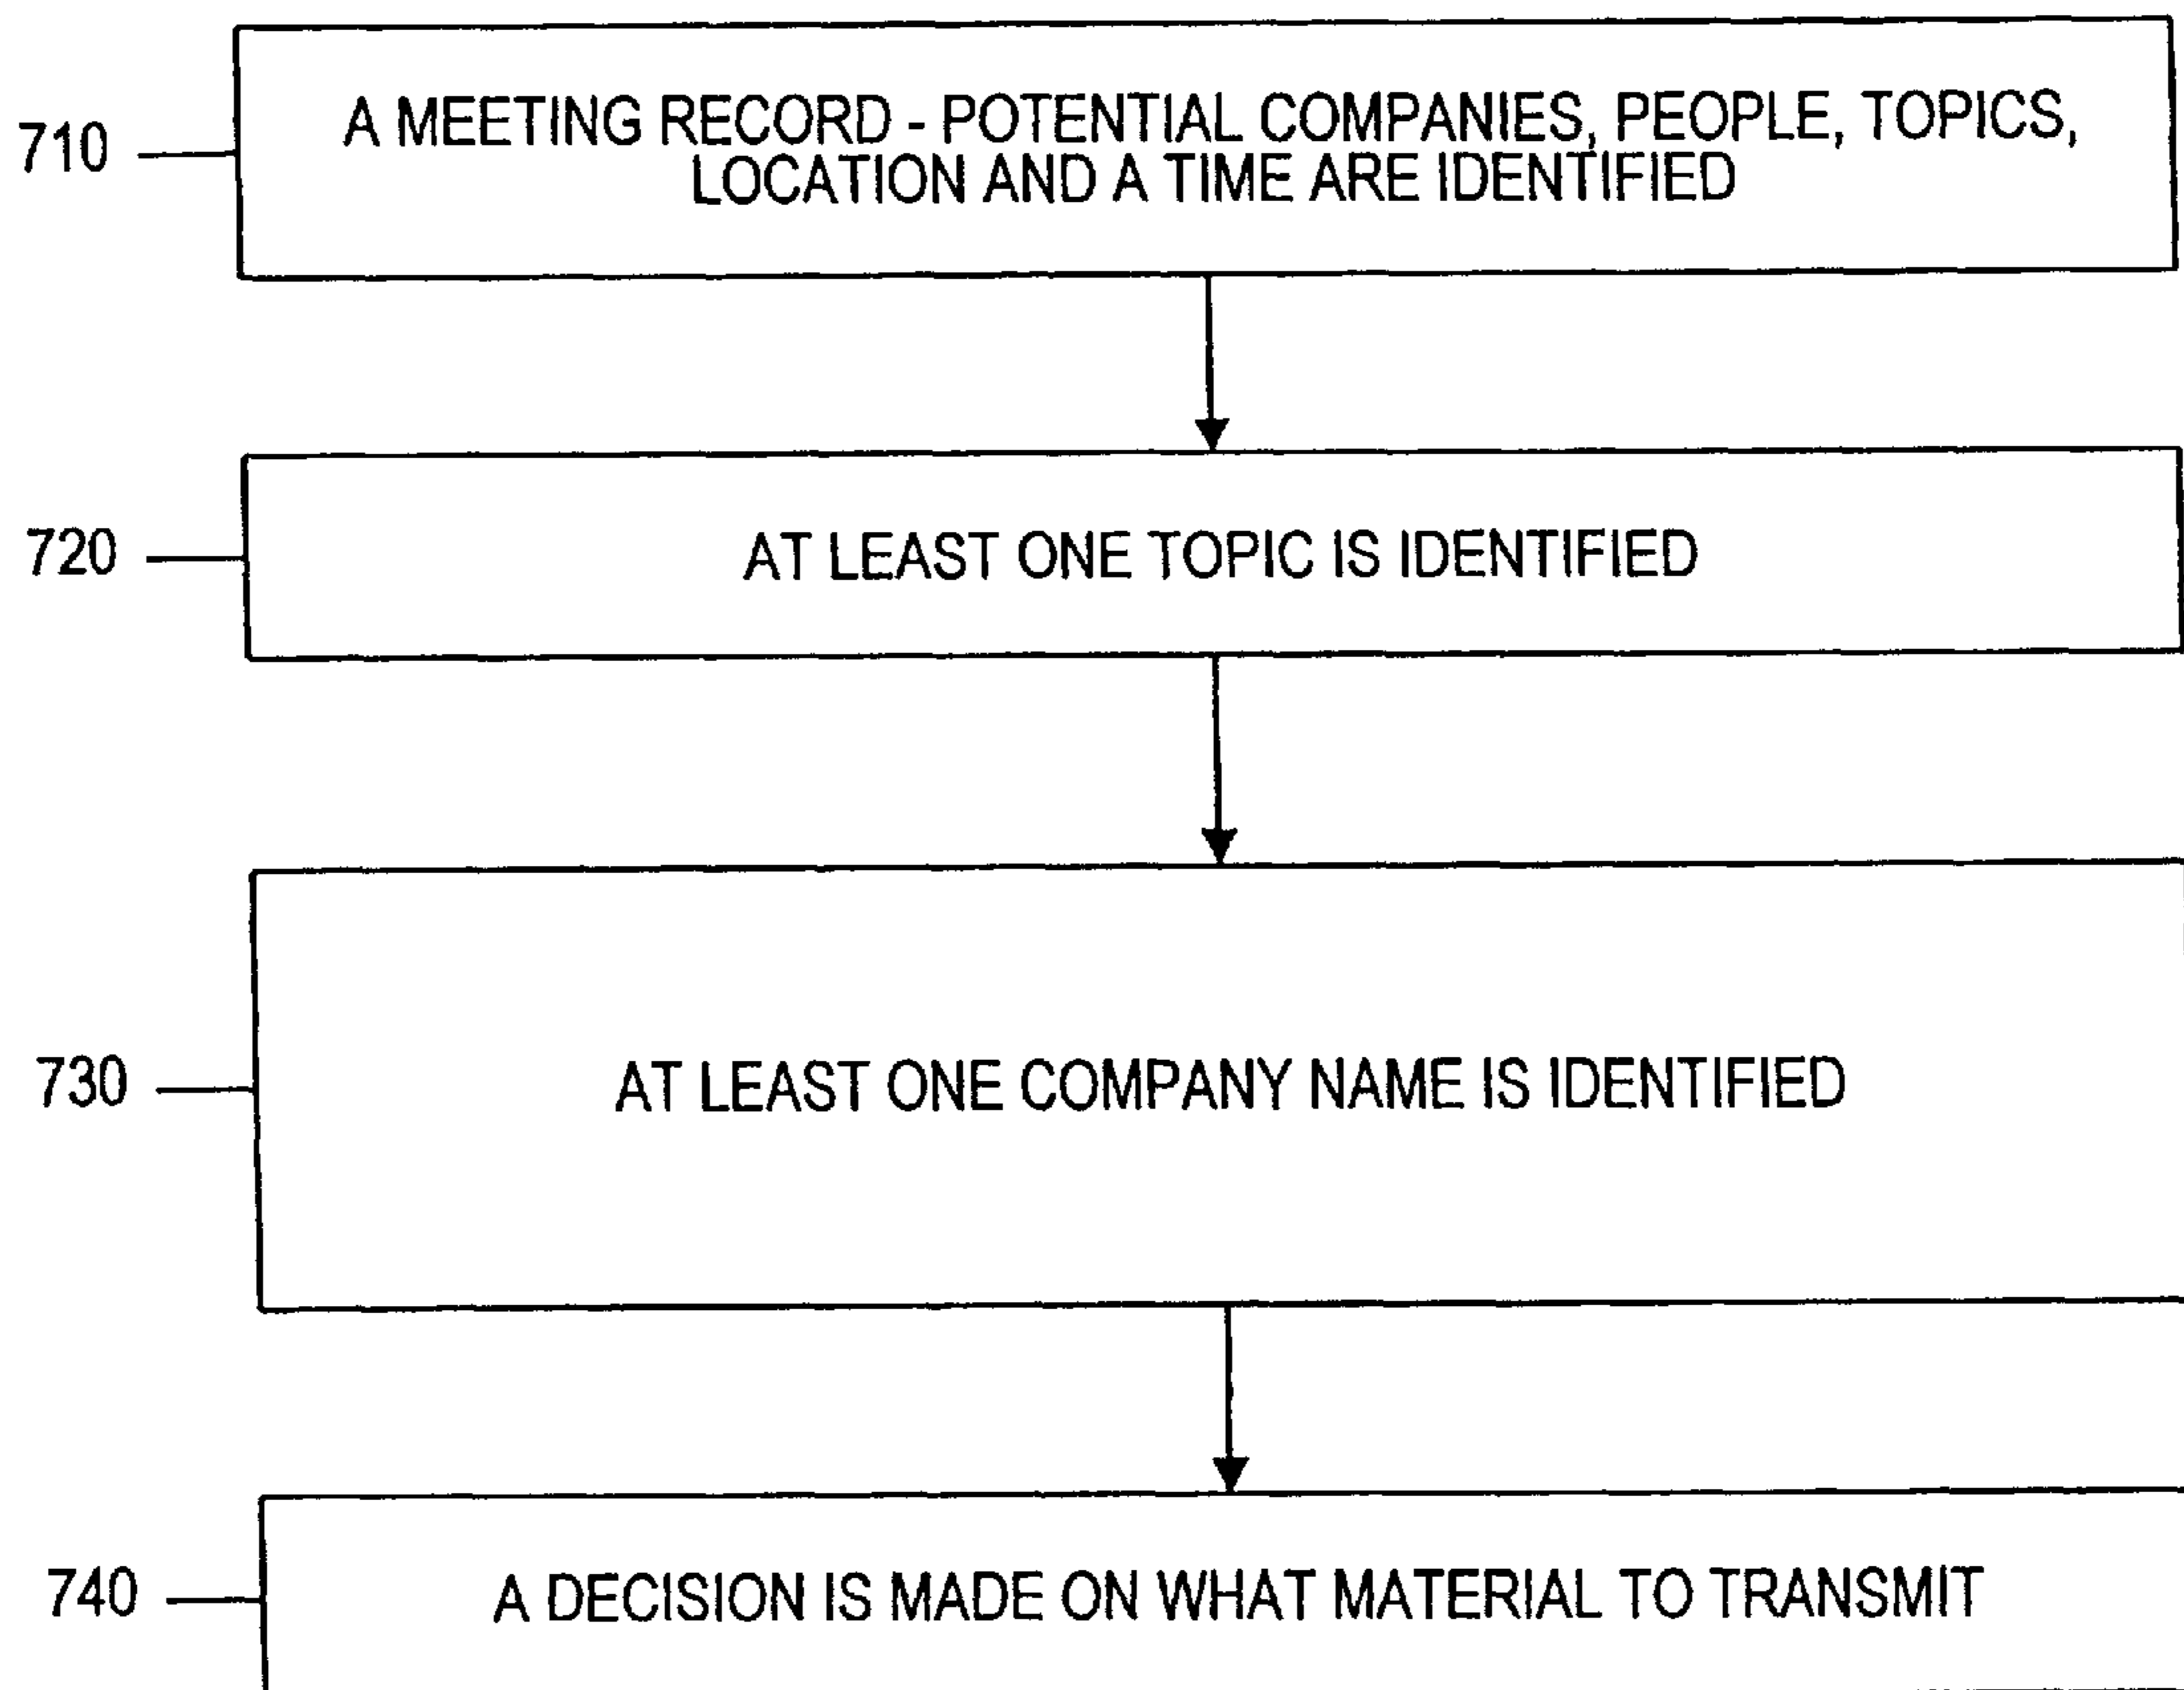 710
A MEETING RECORD - POTENTIAL COMPANIES, PEOPLE, TOPICS,
LOCATION AND A TIME ARE IDENTIFIED
720
AT LEAST ONE TOPIC IS IDENTIFIED
730
AT LEAST ONE COMPANY NAME IS IDENTIFIED
740
A DECISION IS MADE ON WHAT MATERIAL TO TRANSMIT